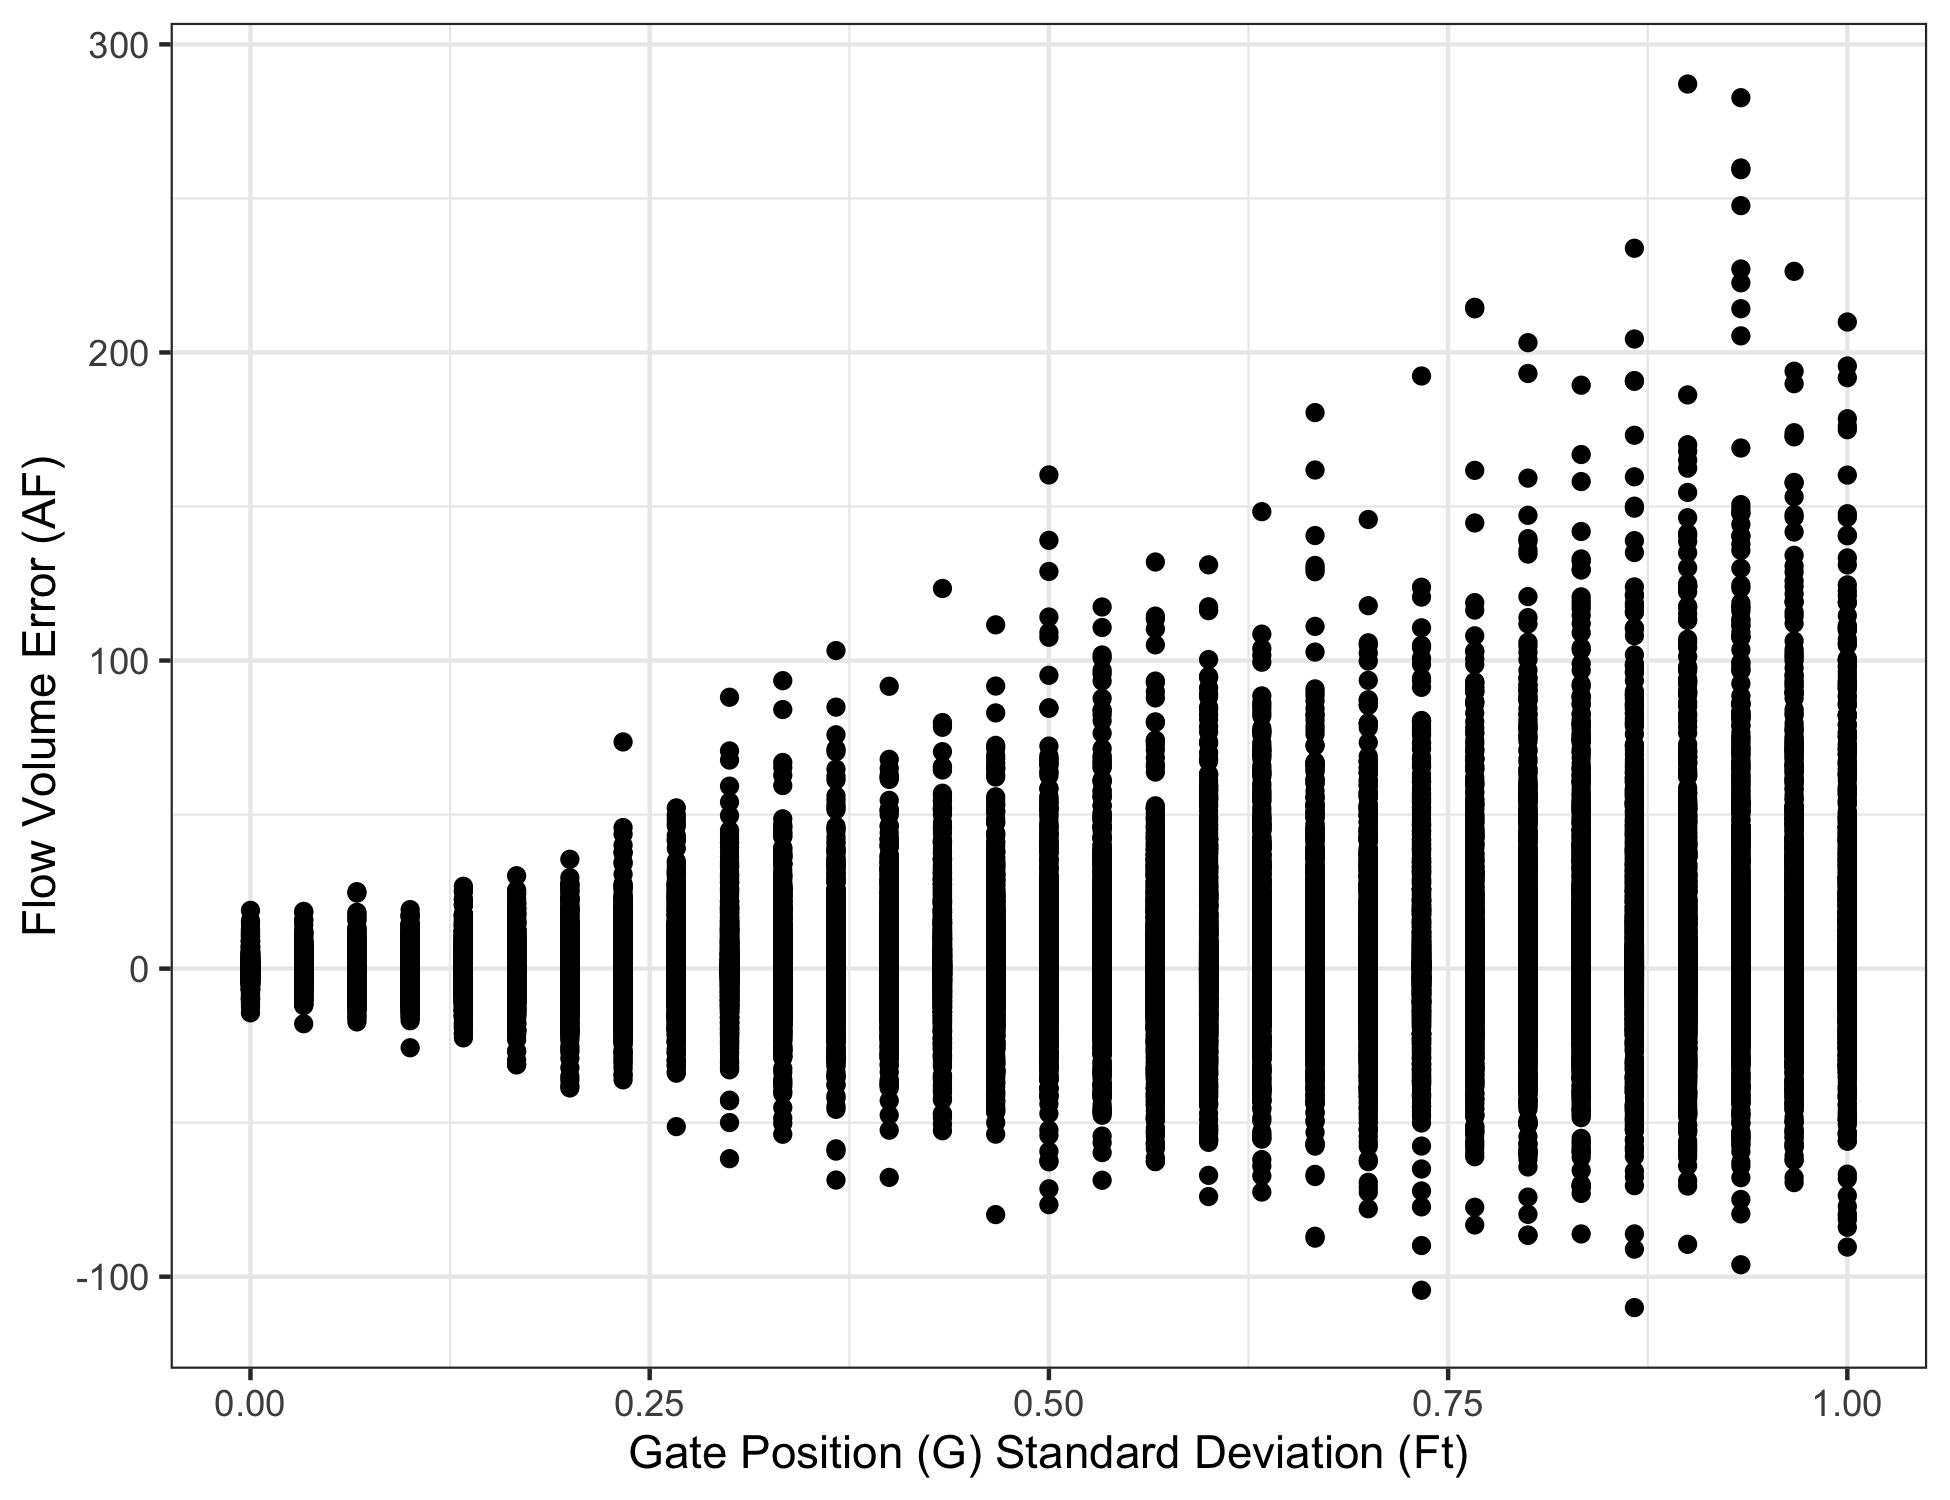 300
200
100
0
-100
Flow Volume Error (AF)
0.00 0.25 0.50 0.75 1.00
Gate Position (G) Standard Deviation (Ft)